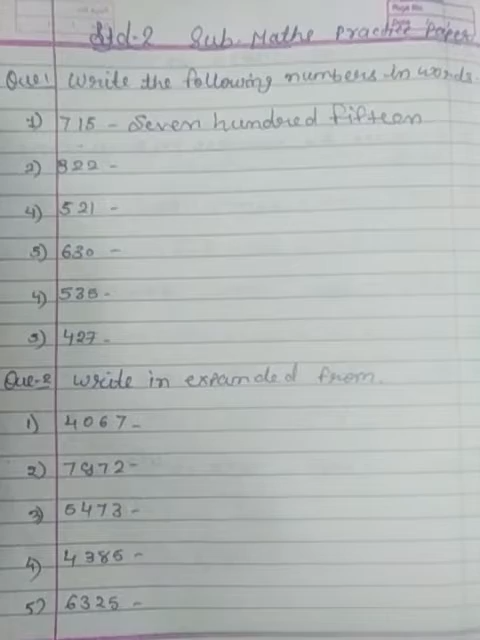 Std-2 Sub. Maths Practice Paper
Que:1 Write the following numbers in words.
1) 715 - Seven hundred fifteen
2) 822 -
4) 521 -
5) 630 -
4) 535 -
5) 427 -
Que-2 Write in expanded from.
1) 4067 -
2) 7872 -
3) 5473 -
4) 4385 -
5) 6325 -